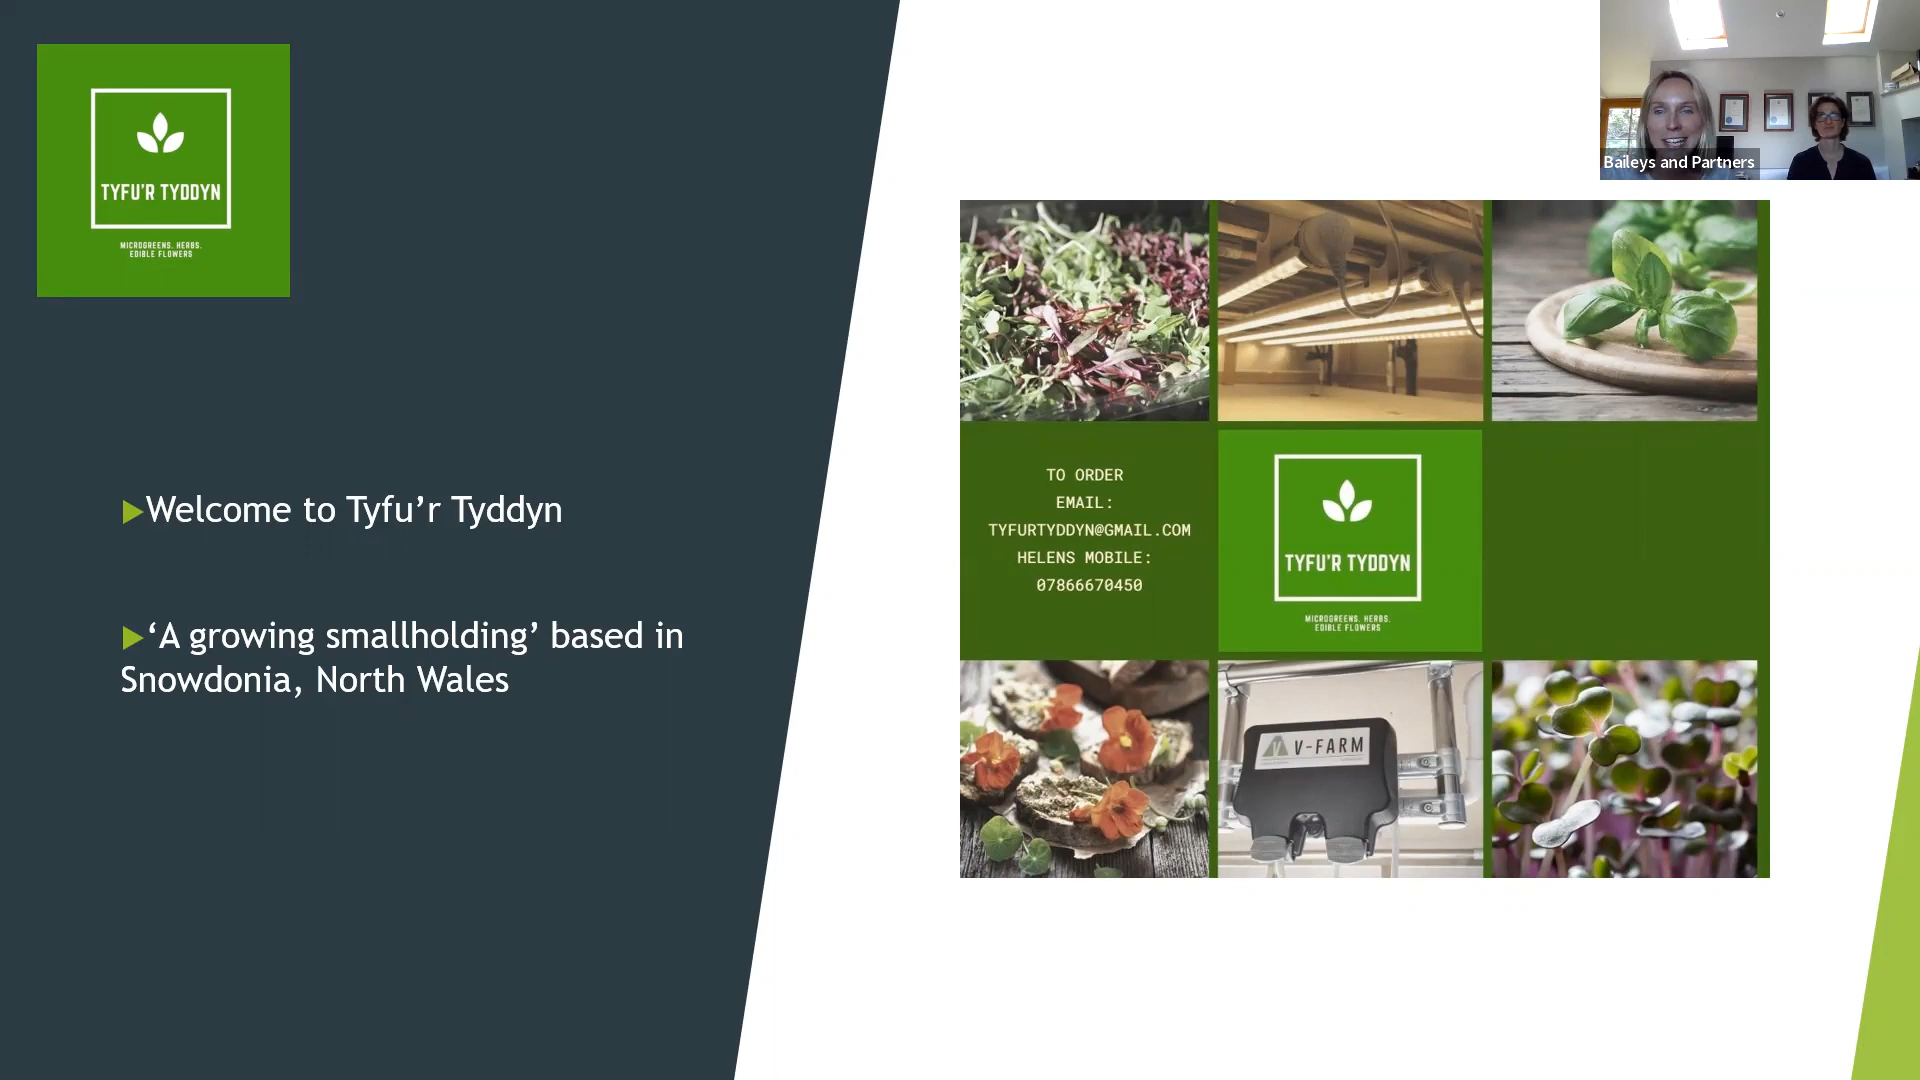 TYFU'R TYDDYN
MICROGREENS. HERBS.
EDIBLE FLOWERS
Welcome to Tyfu’r Tyddyn
‘A growing smallholding’ based in
Snowdonia, North Wales
Baileys and Partners
TO ORDER
EMAIL:
TYFURTYDDYN@GMAIL.COM
HELENS MOBILE:
07866670450
TYFU'R TYDDYN
MICROGREENS. HERBS.
EDIBLE FLOWERS
V-FARM